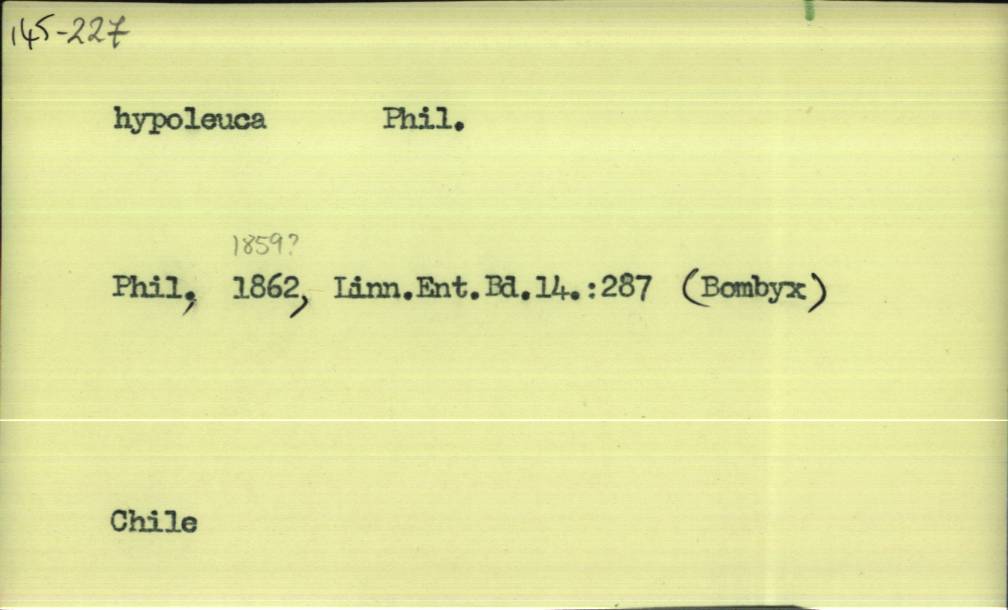 145-227
hypoleuca Phil.
1859?
Phil, 1862, Linn.Ent.Bd.14.:287 (Bombyx)
Chile